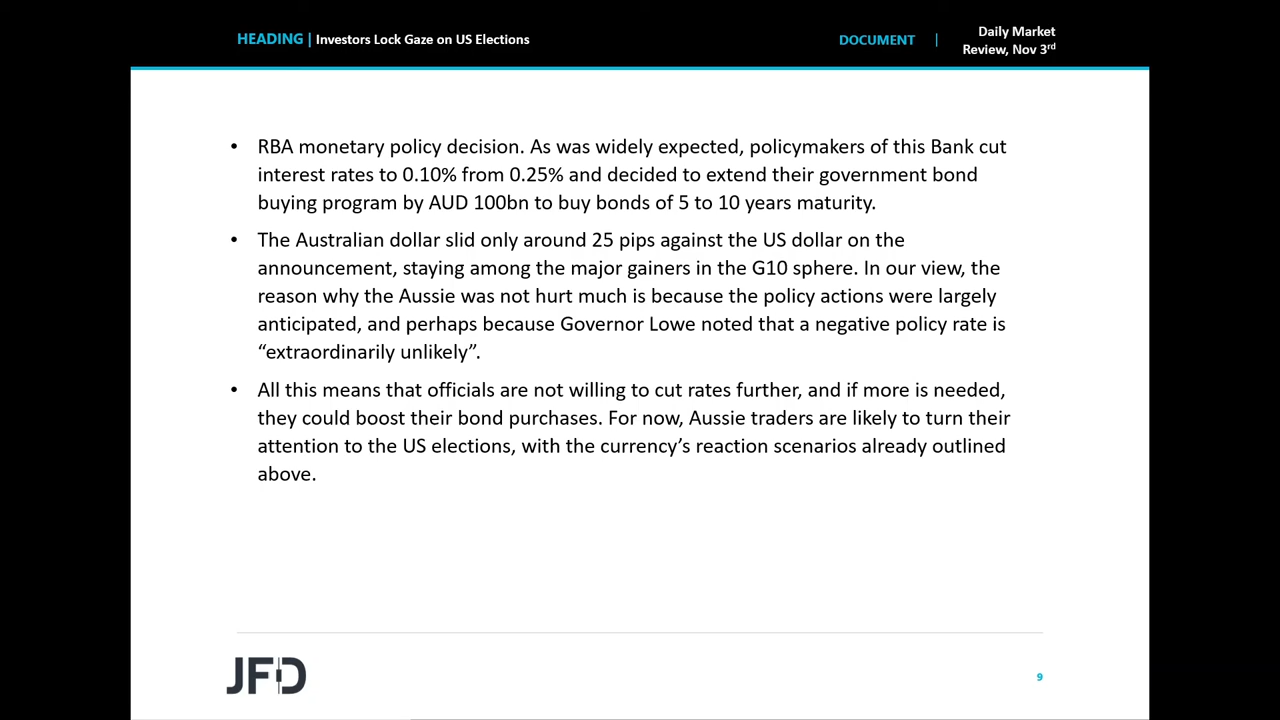 HEADING | Investors Lock Gaze on US Elections
DOCUMENT |
Daily Market
Review, Nov 3rd
• RBA monetary policy decision. As was widely expected, policymakers of this Bank cut
interest rates to 0.10% from 0.25% and decided to extend their government bond
buying program by AUD 100bn to buy bonds of 5 to 10 years maturity.
• The Australian dollar slid only around 25 pips against the US dollar on the
announcement, staying among the major gainers in the G10 sphere. In our view, the
reason why the Aussie was not hurt much is because the policy actions were largely
anticipated, and perhaps because Governor Lowe noted that a negative policy rate is
“extraordinarily unlikely”.
• All this means that officials are not willing to cut rates further, and if more is needed,
they could boost their bond purchases. For now, Aussie traders are likely to turn their
attention to the US elections, with the currency’s reaction scenarios already outlined
above.
JFD
9